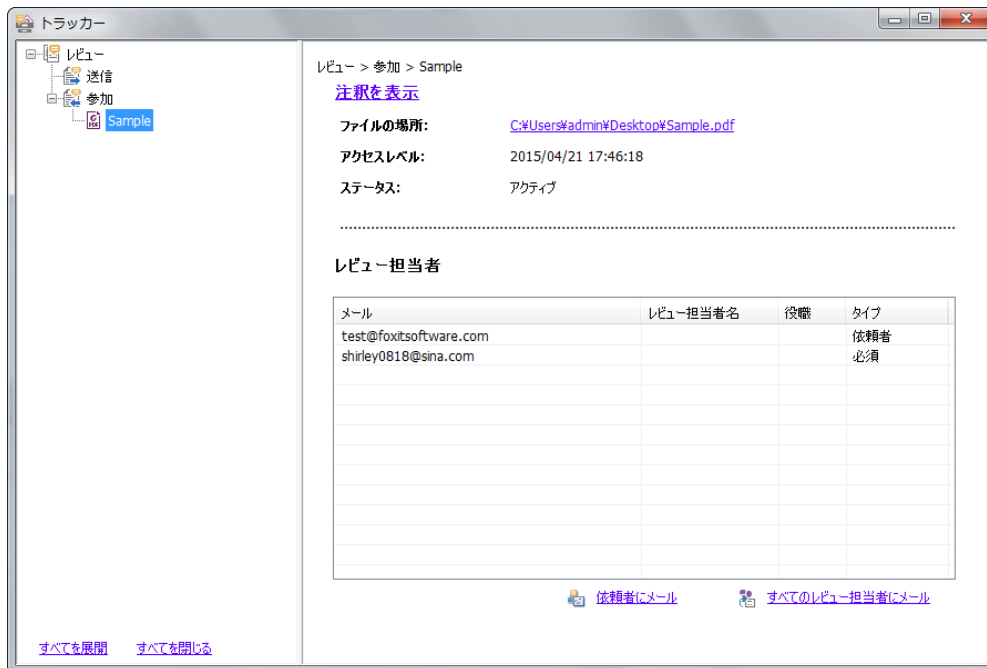 トラッカー
レビュー
送信
参加
Sample
すべてを展開 すべてを閉じる
レビュー > 参加 > Sample
注釈を表示
ファイルの場所: C:¥Users¥admin¥Desktop¥Sample.pdf
アクセスレベル: 2015/04/21 17:46:18
ステータス: アクティブ
レビュー担当者
メール レビュー担当者名 役職 タイプ
test@foxitsoftware.com 依頼者
shirley0818@sina.com 必須
依頼者にメール すべてのレビュー担当者にメール